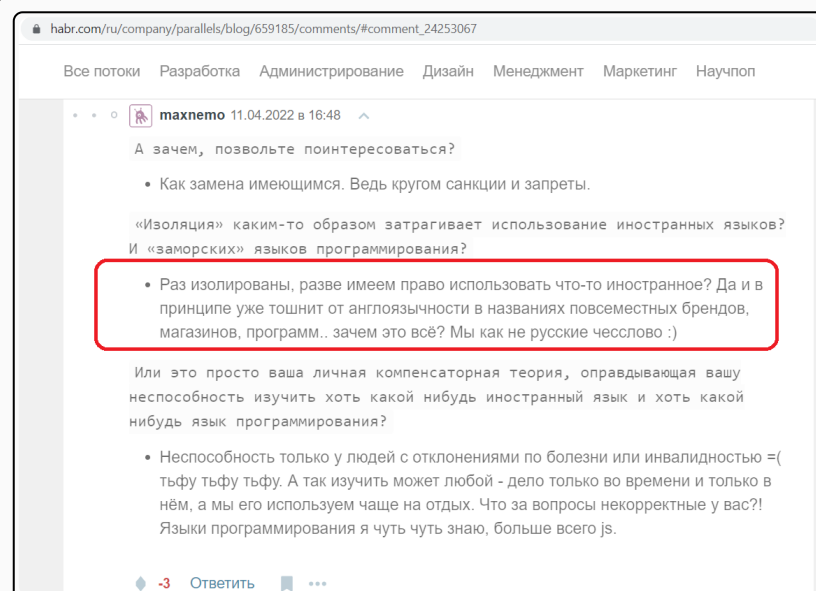 habr.com/ru/company/parallels/blog/659185/comments/#comment_24253067
Все потоки Разработка Администрирование Дизайн Менеджмент Маркетинг Научпоп
maxnemo 11.04.2022 в 16:48
А зачем, позвольте поинтересоваться?
• Как замена имеющимся. Ведь кругом санкции и запреты.
«Изоляция» каким-то образом затрагивает использование иностранных языков?
И «заморских» языков программирования?
• Раз изолированы, разве имеем право использовать что-то иностранное? Да и в
принципе уже тошнит от англоязычности в названиях повсеместных брендов,
магазинов, программ.. зачем это всё? Мы как не русские чесслово :)
Или это просто ваша личная компенсаторная теория, оправдывающая вашу
неспособность изучить хоть какой нибудь иностранный язык и хоть какой
нибудь язык программирования?
• Неспособность только у людей с отклонениями по болезни или инвалидностью =(
тьфу тьфу тьфу. А так изучить может любой - дело только во времени и только в
нём, а мы его используем чаще на отдых. Что за вопросы некорректные у вас?!
Языки программирования я чуть чуть знаю, больше всего js.
-3 Ответить